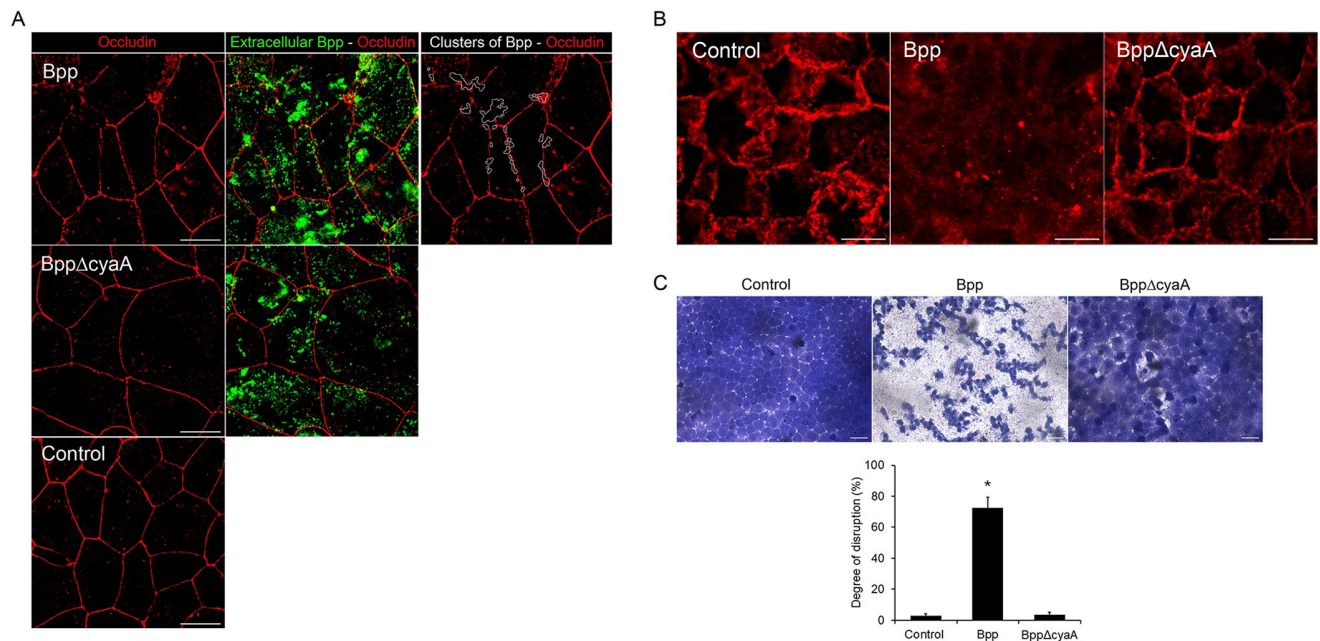 A
Occludin
Extracellular Bpp - Occludin
Clusters of Bpp - Occludin
Bpp
BppΔcyaA
Control
B
Control
Bpp
BppΔcyaA
C
Control
Bpp
BppΔcyaA
Degree of disruption (%)
100
80
60
40
20
0
*
Control
Bpp
BppΔcyaA